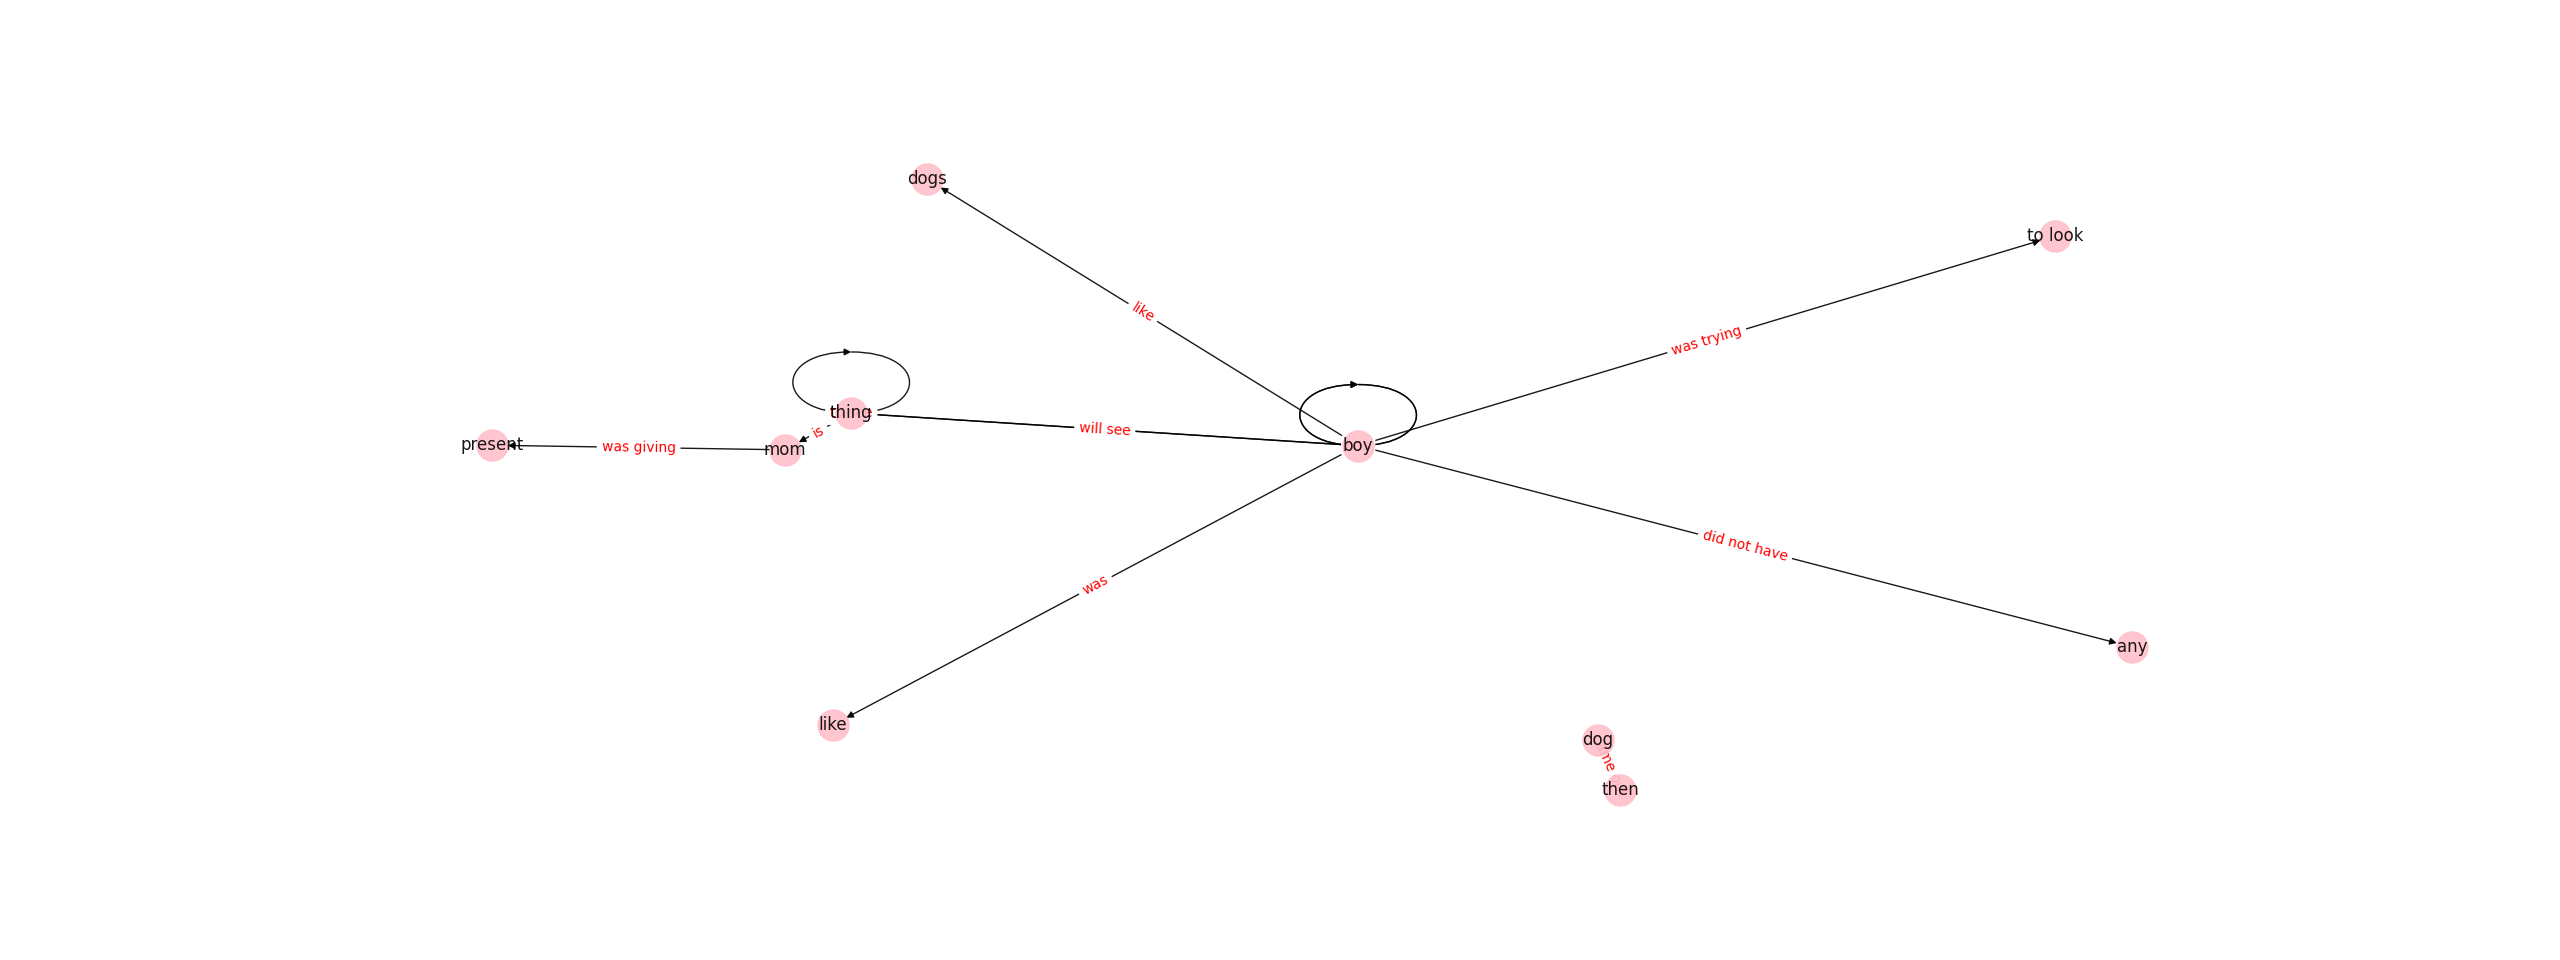 dogs
to look
like
was trying
thing
is
will see
boy
present
was giving
mom
did not have
was
any
like
dog
then